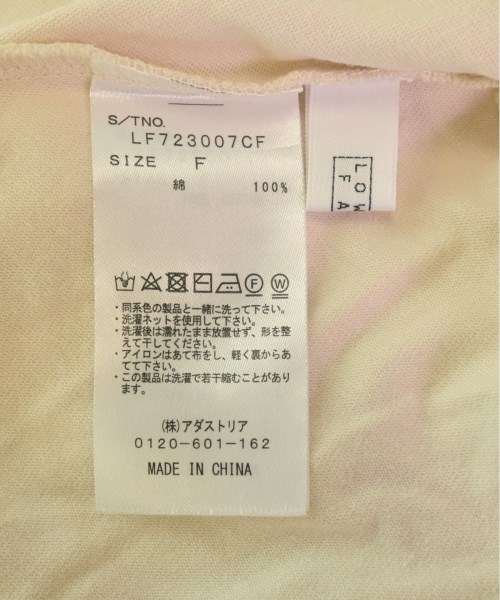 S/TNO.
LF723007CF
SIZE F
綿 100%
F W
・同系色の製品と一緒に洗って下さい。
・洗濯ネットを使用して下さい。
・洗濯後は濡れたまま放置せず、形を整
えて干してください。
・アイロンはあて布をし、軽く裏からあ
てて下さい。
・この製品は洗濯で若干縮むことがあり
ます。
(株)アダストリア
0120-601-162
MADE IN CHINA
LOW
FA